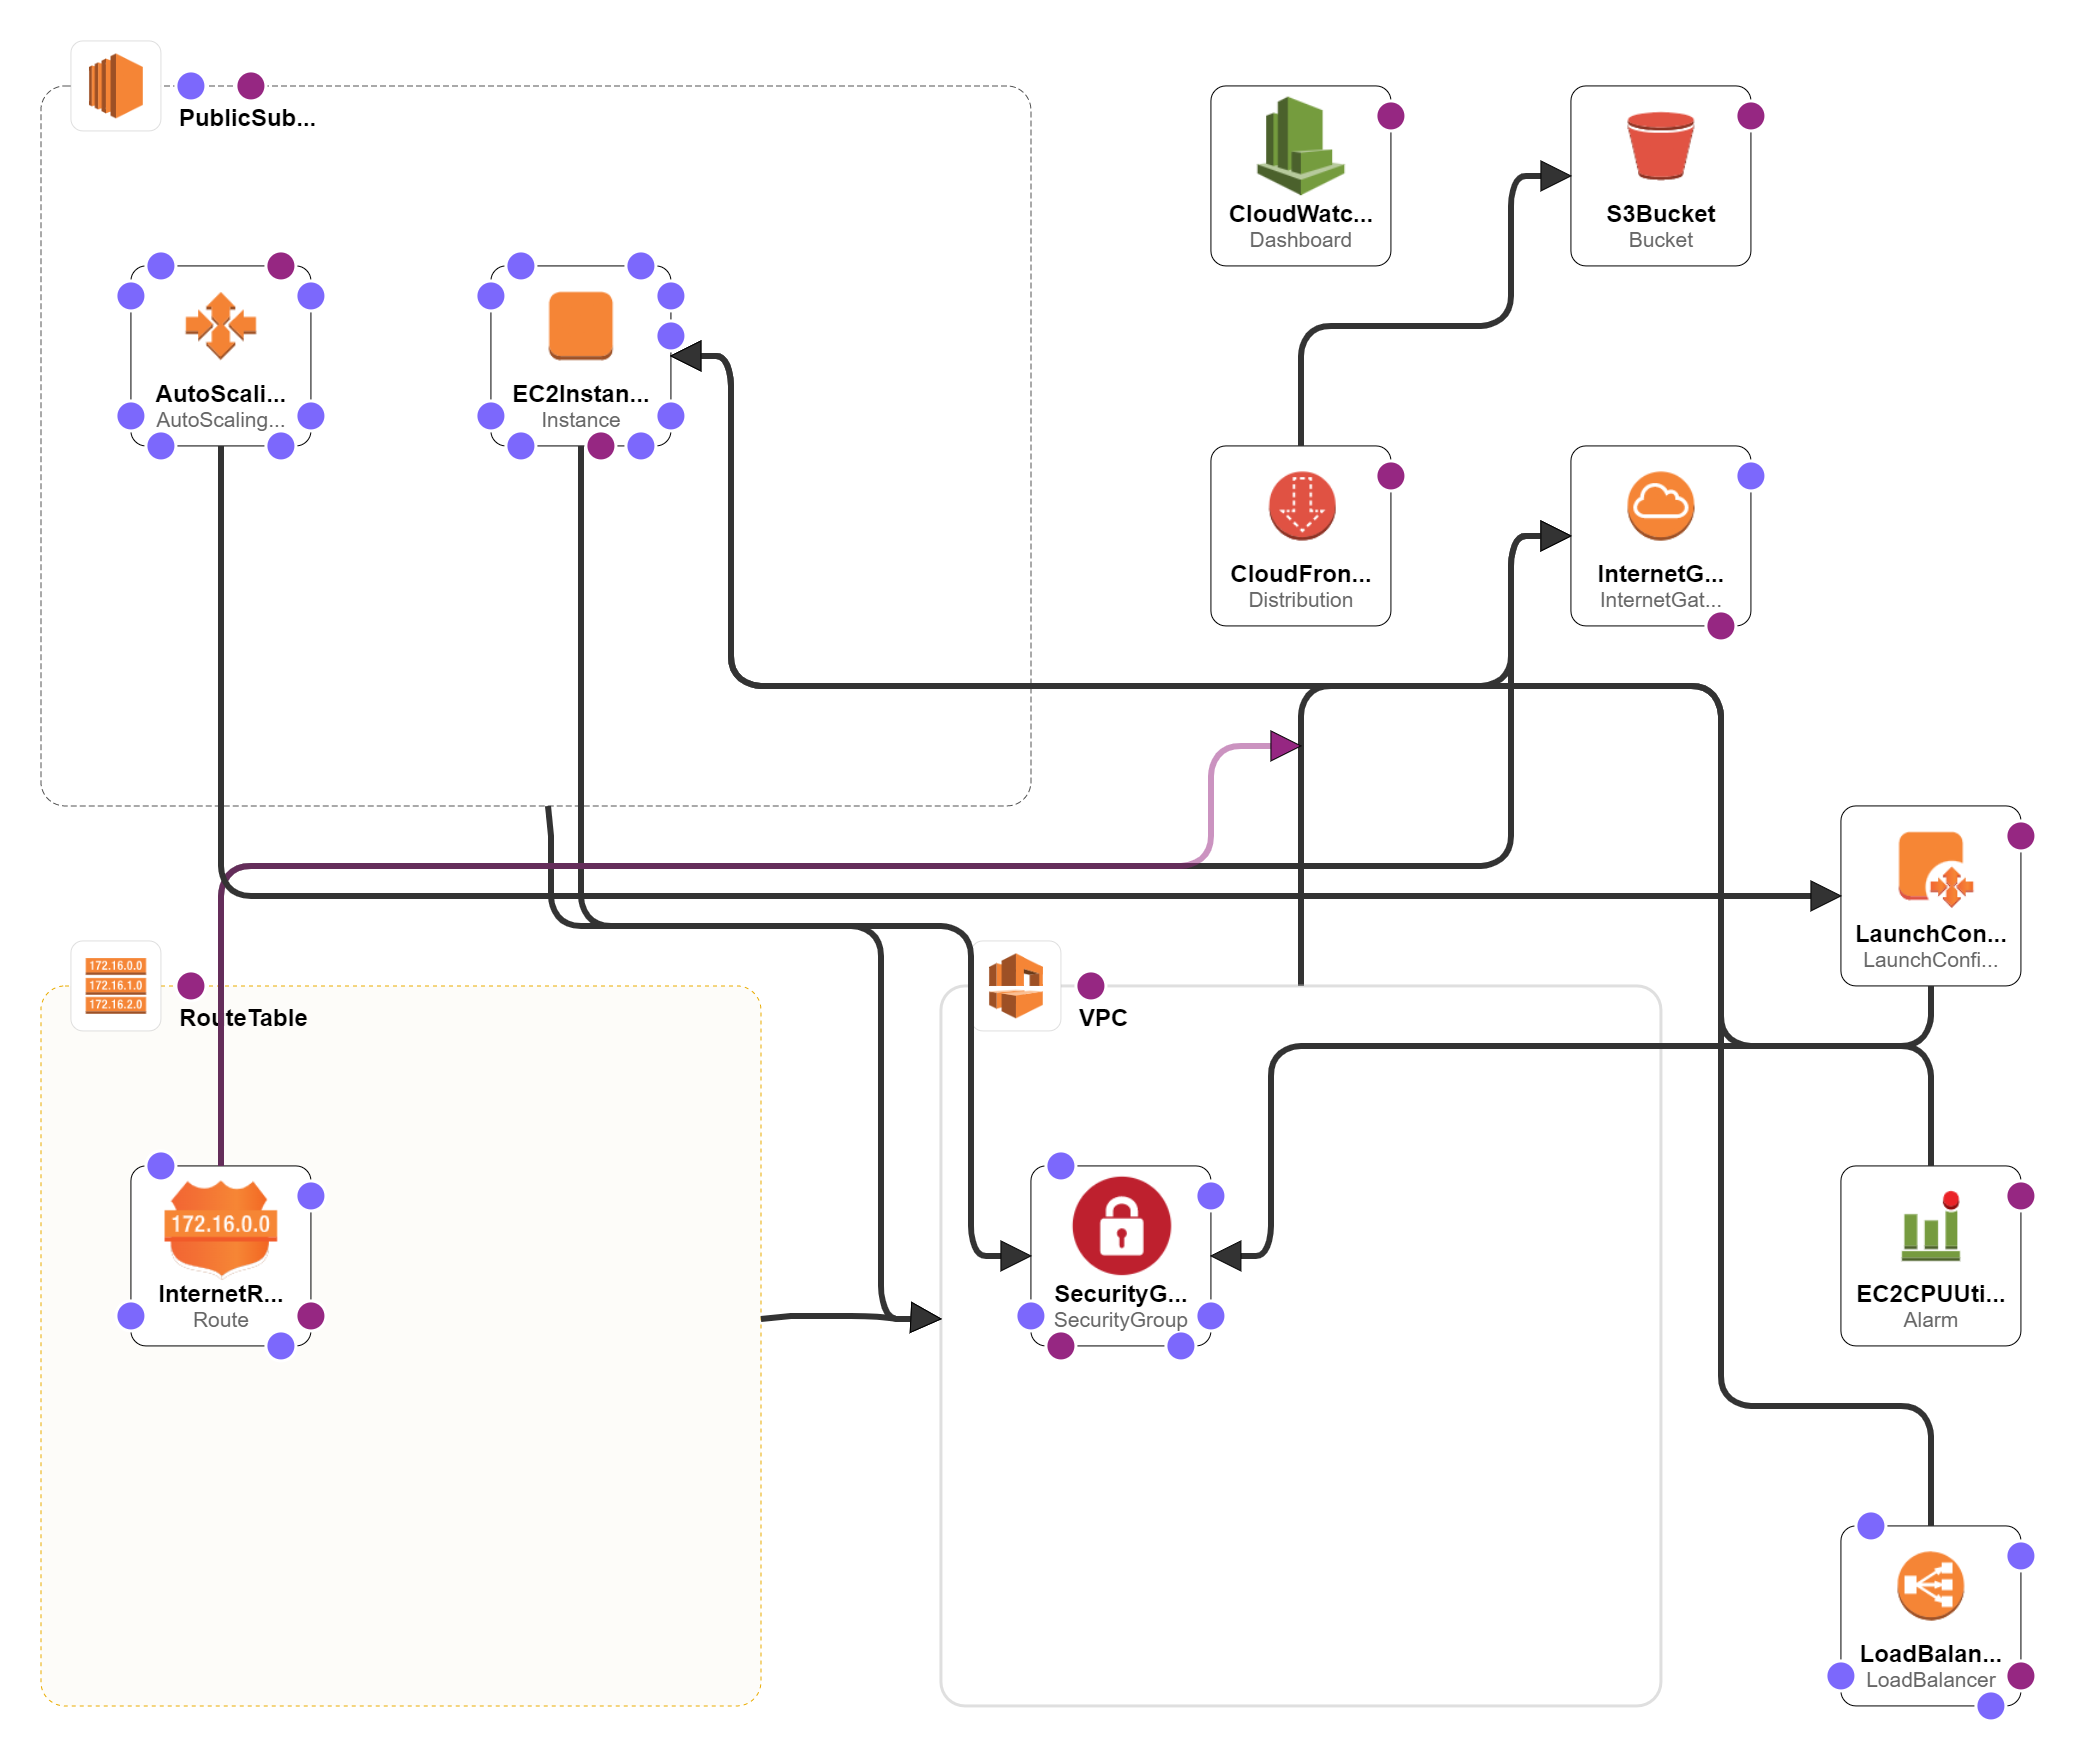 PublicSub...
CloudWatc...
Dashboard
S3Bucket
Bucket
AutoScali...
AutoScaling...
EC2Instan...
Instance
CloudFron...
Distribution
InternetG...
InternetGat...
LaunchCon...
LaunchConfi...
172.16.0.0
172.16.1.0
172.16.2.0
RouteTable
VPC
172.16.0.0
InternetR...
Route
SecurityG...
SecurityGroup
EC2CPUUti...
Alarm
LoadBalan...
LoadBalancer